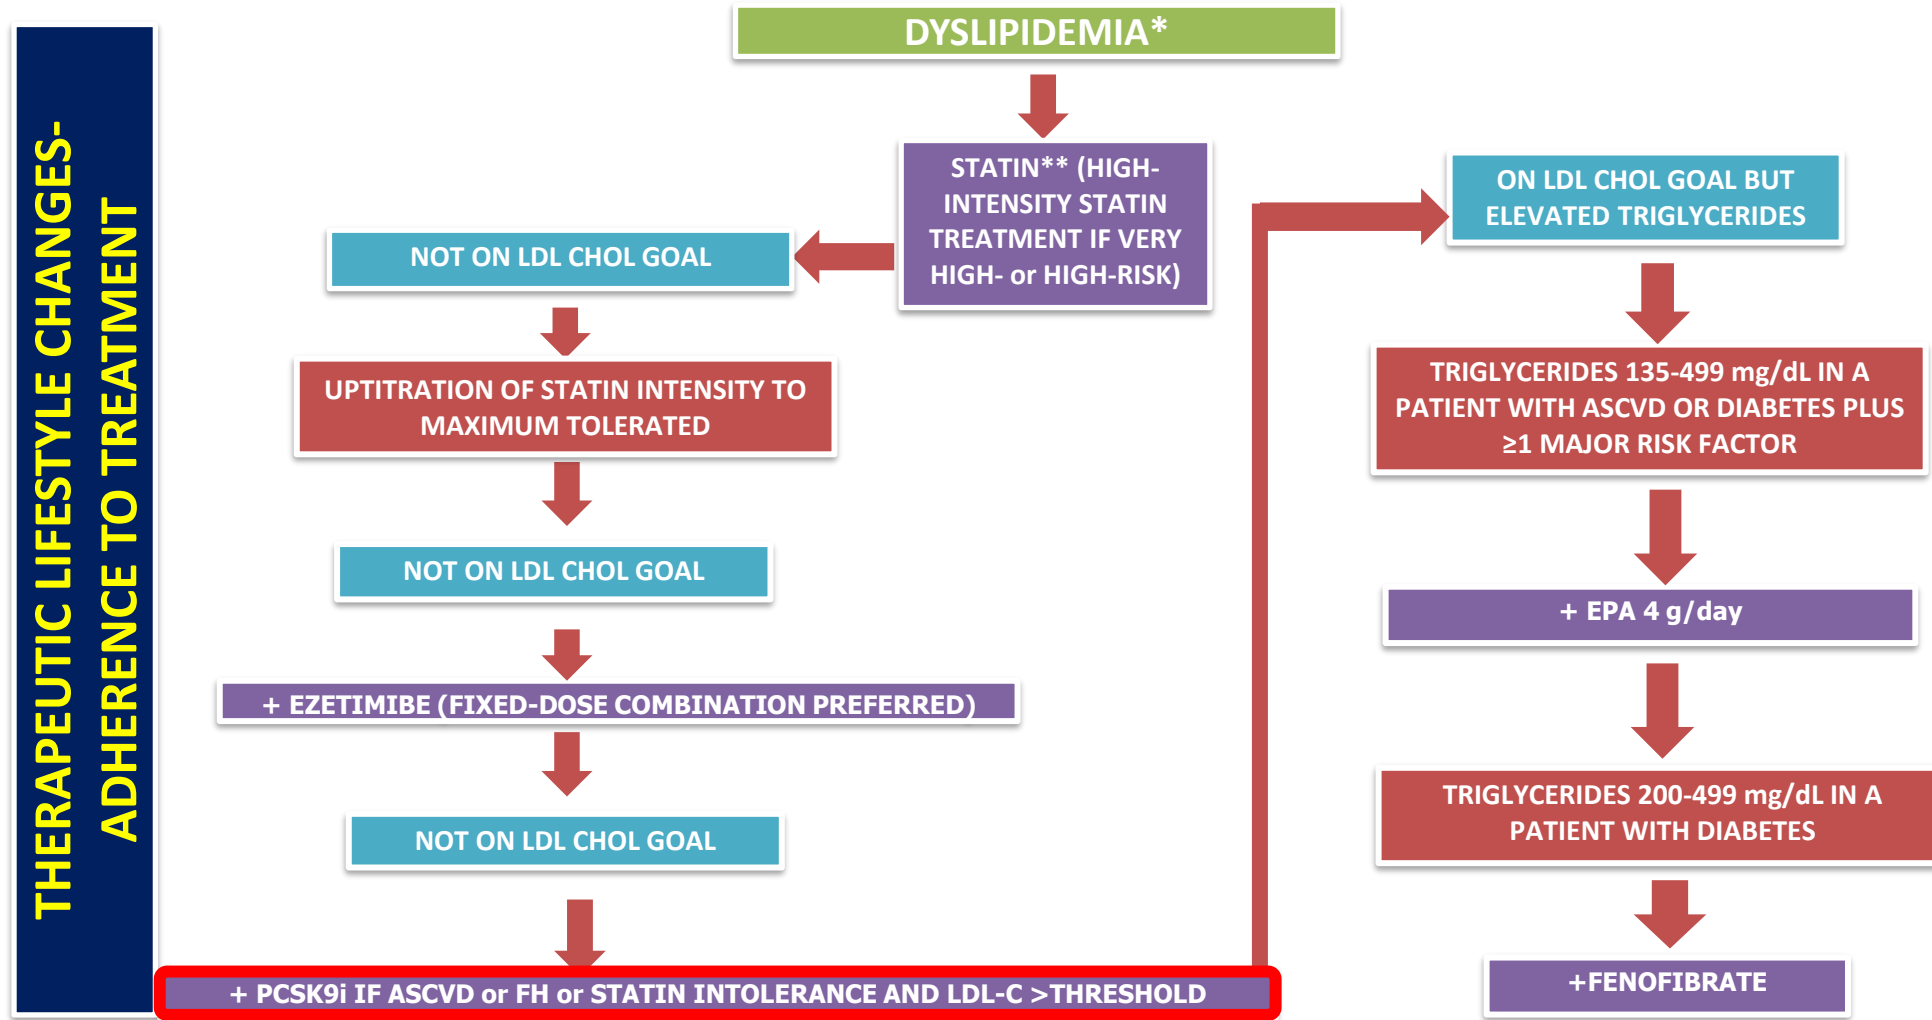 THERAPEUTIC LIFESTYLE CHANGES-
ADHERENCE TO TREATMENT
DYSLIPIDEMIA*
STATIN** (HIGH-
INTENSITY STATIN
TREATMENT IF VERY
HIGH- or HIGH-RISK)
NOT ON LDL CHOL GOAL
UPTITRATION OF STATIN INTENSITY TO
MAXIMUM TOLERATED
NOT ON LDL CHOL GOAL
+ EZETIMIBE (FIXED-DOSE COMBINATION PREFERRED)
NOT ON LDL CHOL GOAL
+ PCSK9i IF ASCVD or FH or STATIN INTOLERANCE AND LDL-C >THRESHOLD
ON LDL CHOL GOAL BUT
ELEVATED TRIGLYCERIDES
TRIGLYCERIDES 135-499 mg/dL IN A
PATIENT WITH ASCVD OR DIABETES PLUS
≥1 MAJOR RISK FACTOR
+ EPA 4 g/day
TRIGLYCERIDES 200-499 mg/dL IN A
PATIENT WITH DIABETES
+FENOFIBRATE